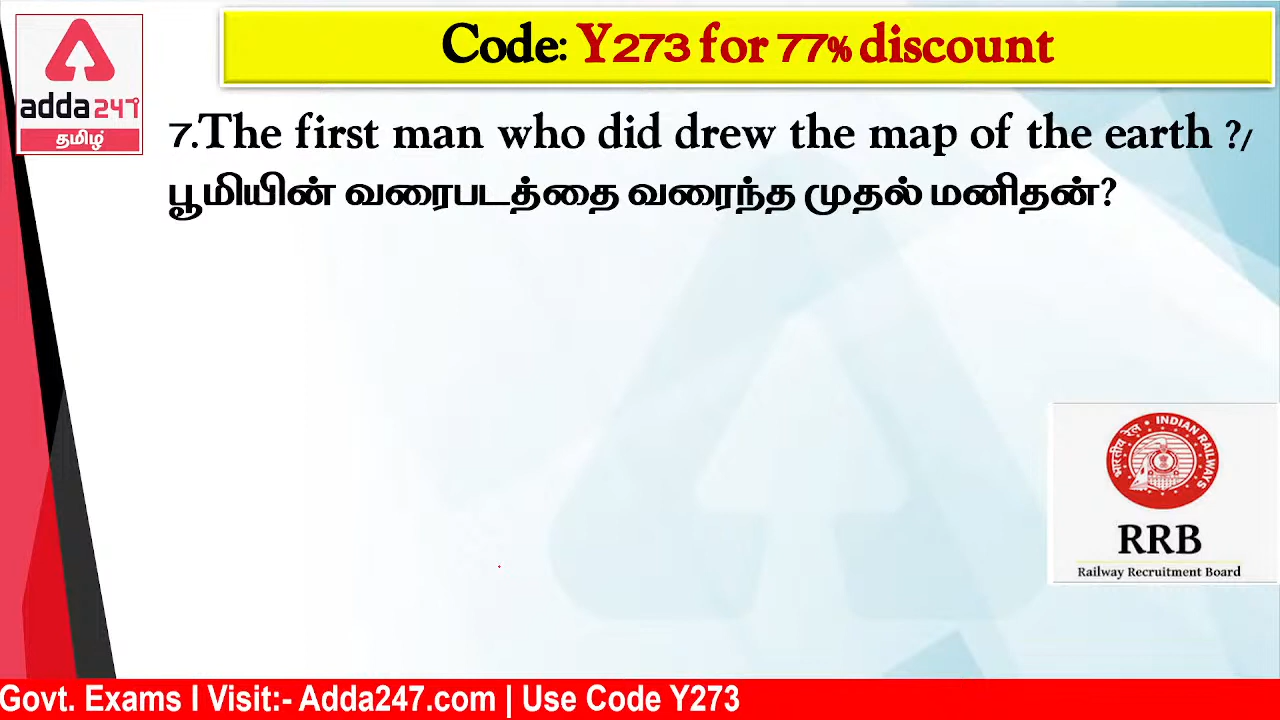 Code: Y273 for 77% discount
adda247
தமிழ்
7.The first man who did drew the map of the earth ?/
பூமியின் வரைபடத்தை வரைந்த முதல் மனிதன்?
भारतीय रेल • INDIAN RAILWAYS
RRB
Railway Recruitment Board
Govt. Exams I Visit:- Adda247.com | Use Code Y273